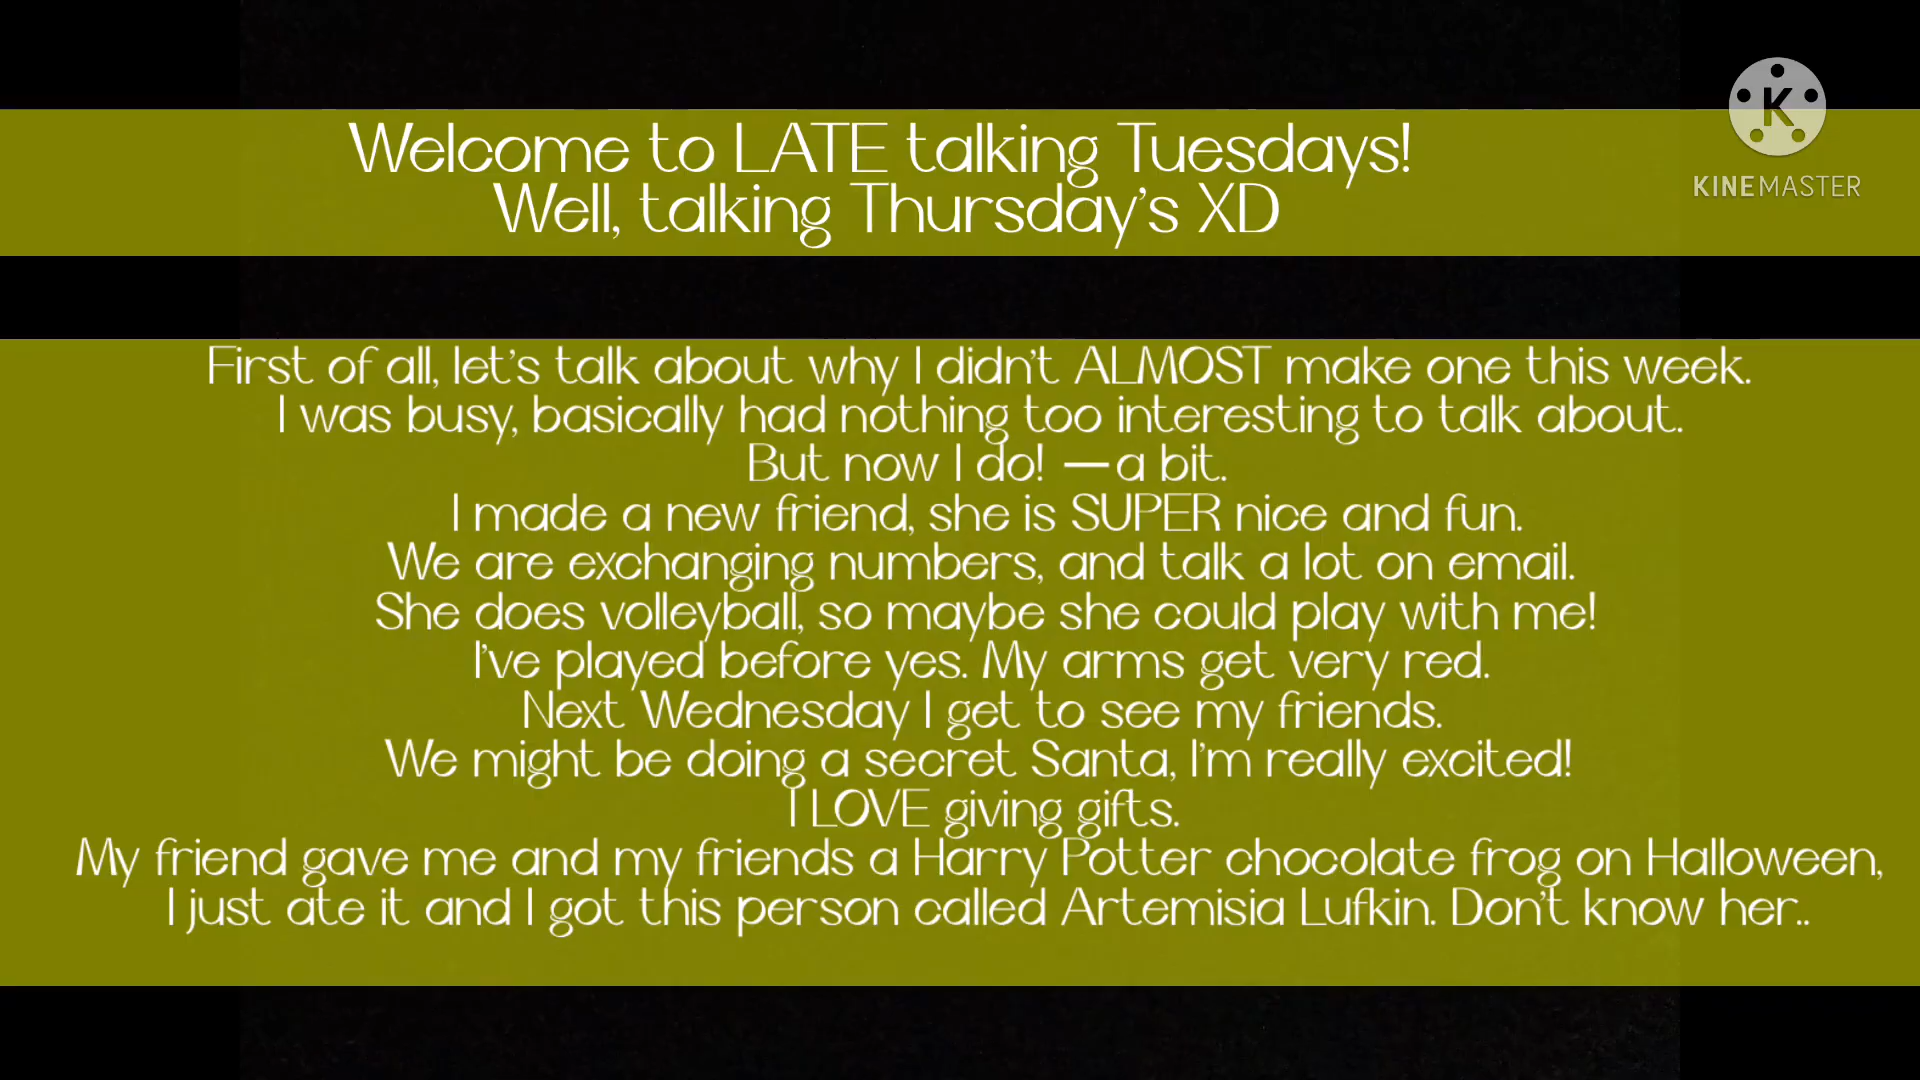 Welcome to LATE talking Tuesdays!
Well, talking Thursday's XD
K
KINEMASTER
First of all, let's talk about why I didn't ALMOST make one this week.
I was busy, basically had nothing too interesting to talk about.
But now I do! —a bit.
I made a new friend, she is SUPER nice and fun.
We are exchanging numbers, and talk a lot on email.
She does volleyball, so maybe she could play with me!
I've played before yes. My arms get very red.
Next Wednesday I get to see my friends.
We might be doing a secret Santa, I'm really excited!
I LOVE giving gifts.
My friend gave me and my friends a Harry Potter chocolate frog on Halloween,
I just ate it and I got this person called Artemisia Lufkin. Don't know her..